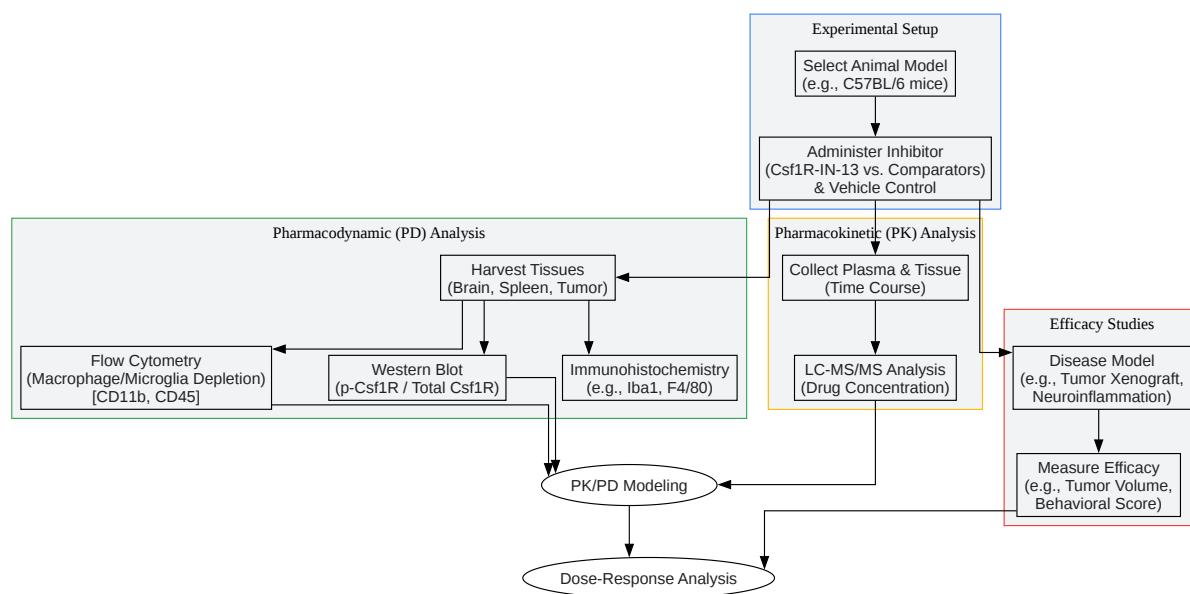 Experimental Setup
Select Animal Model
(e.g., C57BL/6 mice)
Administer Inhibitor
(Csf1R-IN-13 vs. Comparators)
& Vehicle Control
Pharmacodynamic (PD) Analysis
Harvest Tissues
(Brain, Spleen, Tumor)
Flow Cytometry
(Macrophage/Microglia Depletion)
[CD11b, CD45]
Western Blot
(p-Csf1R / Total Csf1R)
Immunohistochemistry
(e.g., Iba1, F4/80)
Pharmacokinetic (PK) Analysis
Collect Plasma & Tissue
(Time Course)
LC-MS/MS Analysis
(Drug Concentration)
Efficacy Studies
Disease Model
(e.g., Tumor Xenograft,
Neuroinflammation)
Measure Efficacy
(e.g., Tumor Volume,
Behavioral Score)
PK/PD Modeling
Dose-Response Analysis